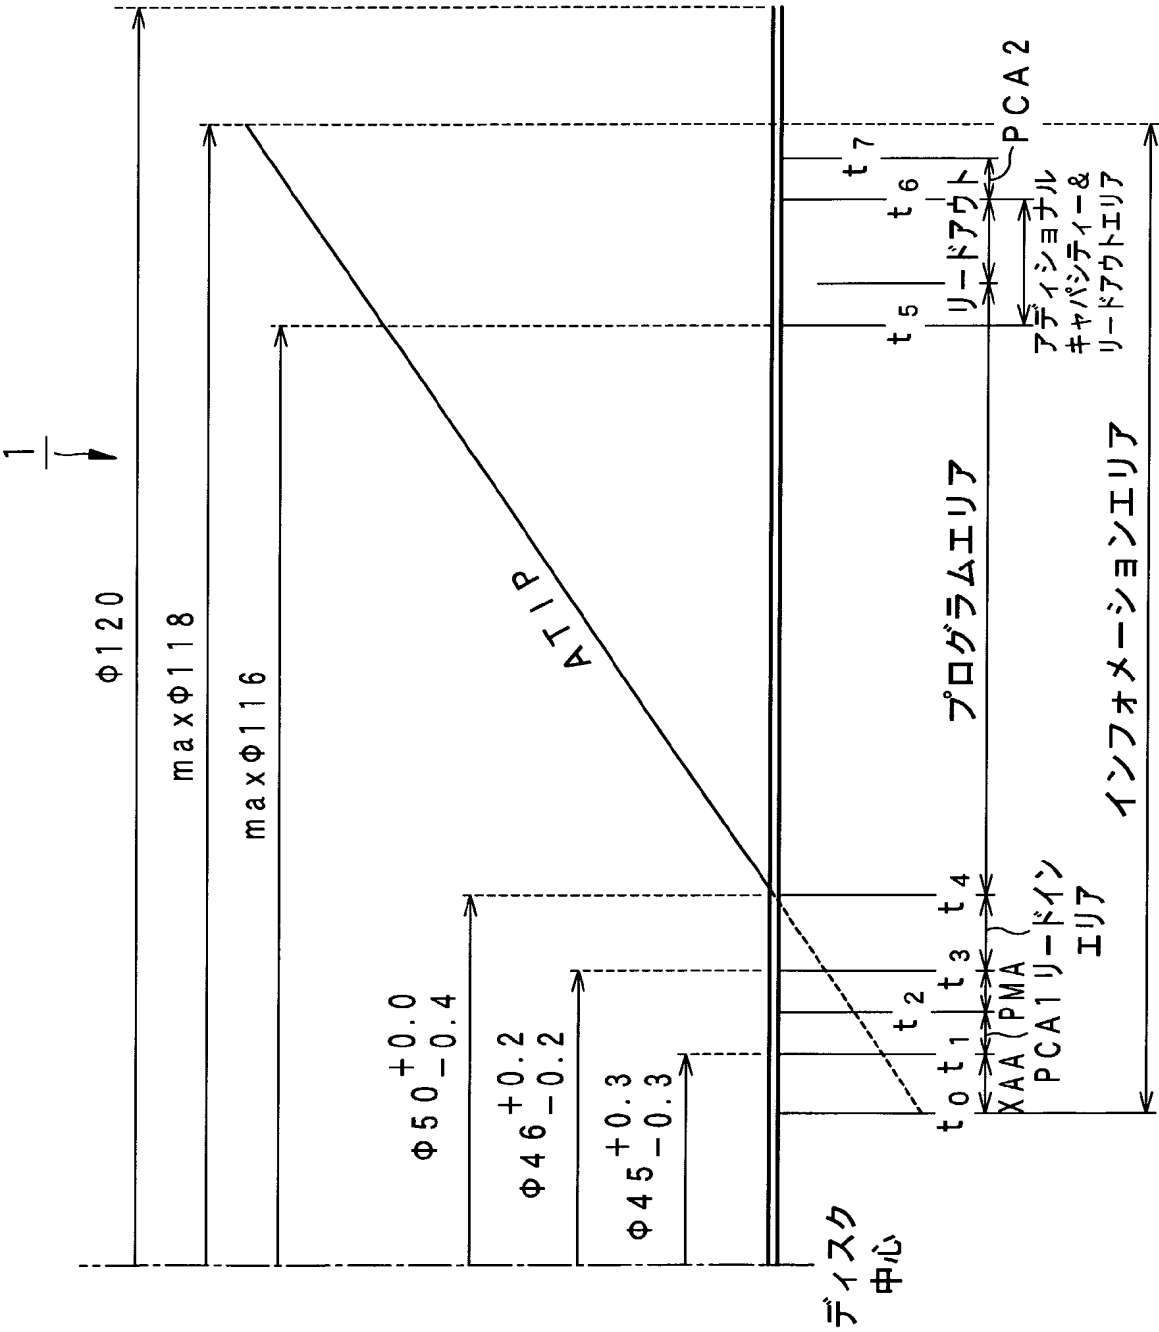 1
Φ120
maxΦ118
maxΦ116
ATIP
Φ50 +0.0 −0.4
Φ46 +0.2 −0.2
Φ45 +0.3 −0.3
ディスク
中心
t0
t1
t2
t3
t4
t5
t6
t7
XAA
PCA1
PMA
リードイン
エリア
プログラムエリア
リードアウト
PCA2
アディショナル
キャパシティー&
リードアウトエリア
インフォメーションエリア